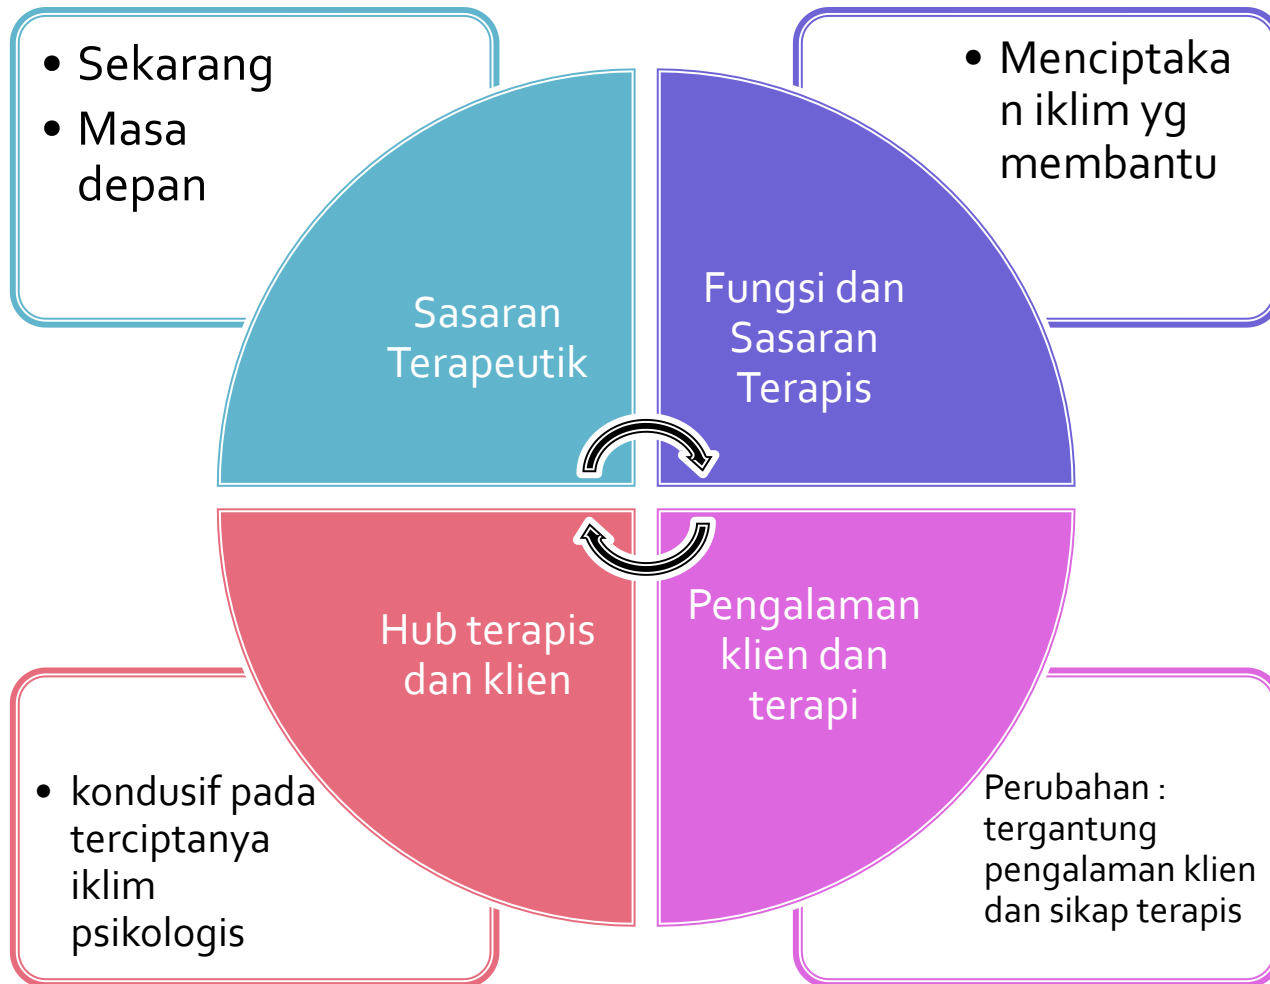 • Sekarang
• Masa
depan
• Menciptaka
n iklim yg
membantu
Sasaran
Terapeutik
Fungsi dan
Sasaran
Terapis
Hub terapis
dan klien
Pengalaman
klien dan
terapi
• kondusif pada
terciptanya
iklim
psikologis
Perubahan :
tergantung
pengalaman klien
dan sikap terapis